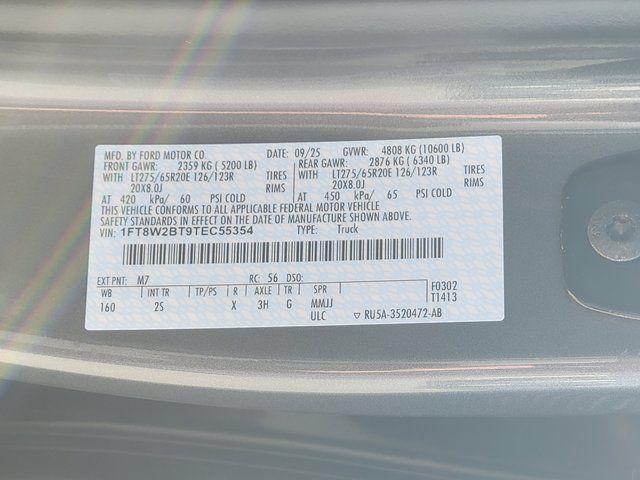 MFD. BY FORD MOTOR CO. DATE: 09/25 GVWR: 4808 KG (10600 LB)
FRONT GAWR: 2359 KG ( 5200 LB) REAR GAWR: 2876 KG ( 6340 LB)
WITH LT275/65R20E 126/123R TIRES WITH LT275/65R20E 126/123R TIRES
20X8.0J RIMS 20X8.0J RIMS
AT 420 kPa/ 60 PSI COLD AT 450 kPa/ 65 PSI COLD
THIS VEHICLE CONFORMS TO ALL APPLICABLE FEDERAL MOTOR VEHICLE
SAFETY STANDARDS IN EFFECT ON THE DATE OF MANUFACTURE SHOWN ABOVE.
VIN: 1FT8W2BT9TEC55354 TYPE: Truck
EXT PNT: M7 RC: 56 DSO:
WB INT TR TP/PS R AXLE TR SPR F0302
160 2S X 3H G MMJJ T1413
ULC ▽ RU5A-3520472-AB